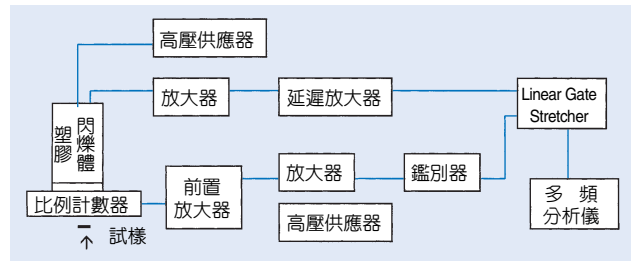 高壓供應器
放大器
延遲放大器
Linear Gate
Stretcher
塑膠
閃爍體
前置
放大器
放大器
鑑別器
多 頻
分析儀
比例計數器
高壓供應器
試樣